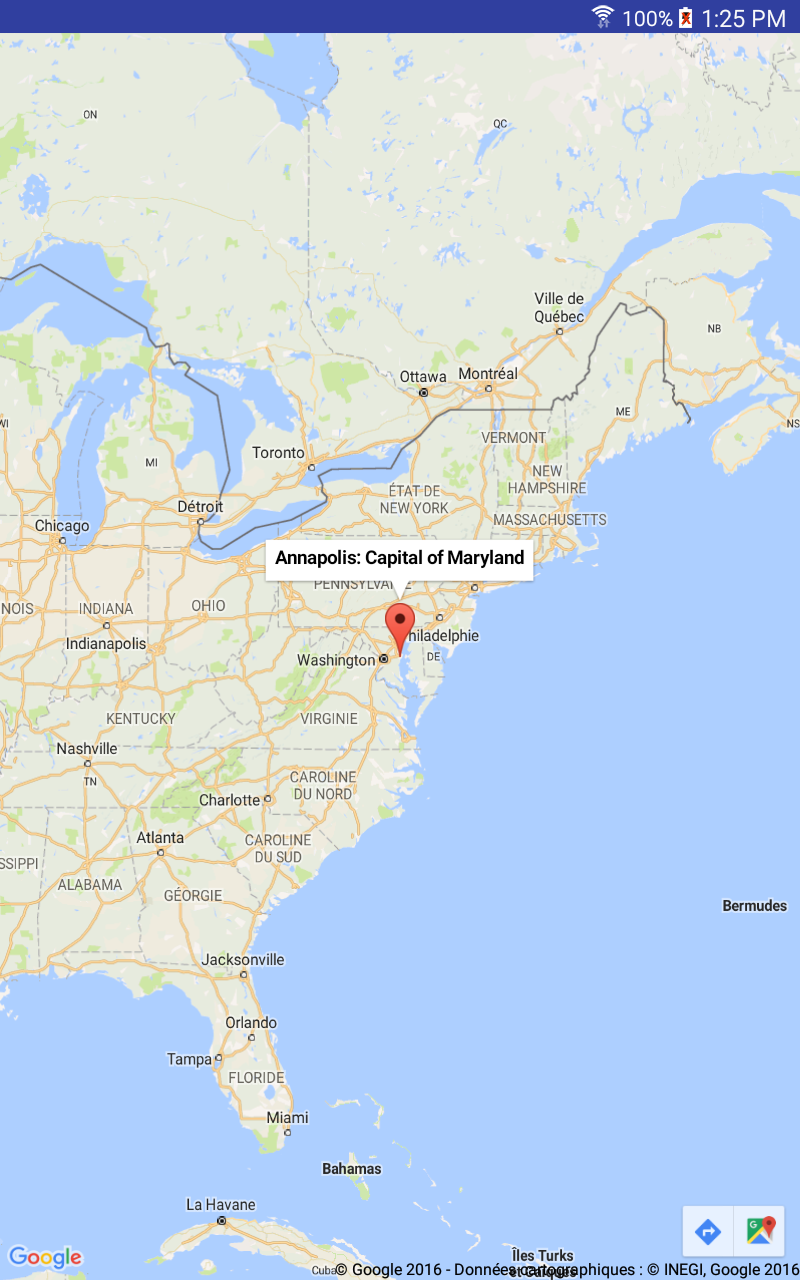 100% 1:25 PM
ON
QC
Ville de
Québec
NB
Ottawa
Montréal
ME
WI
VERMONT
NS
Toronto
MI
NEW
HAMPSHIRE
ÉTAT DE
NEW YORK
Détroit
Chicago
MASSACHUSETTS
Annapolis: Capital of Maryland
NOIS
INDIANA
OHIO
Indianapolis
hiladelphie
Washington
DE
KENTUCKY
VIRGINIE
Nashville
TN
CAROLINE
DU NORD
Charlotte
Atlanta
CAROLINE
DU SUD
SSIPPI
ALABAMA
GÉORGIE
Bermudes
Jacksonville
Orlando
Tampa
FLORIDE
Miami
Bahamas
La Havane
Îles Turks
et Caïques
Google
Cuba
© Google 2016 - Données cartographiques : © INEGI, Google 2016